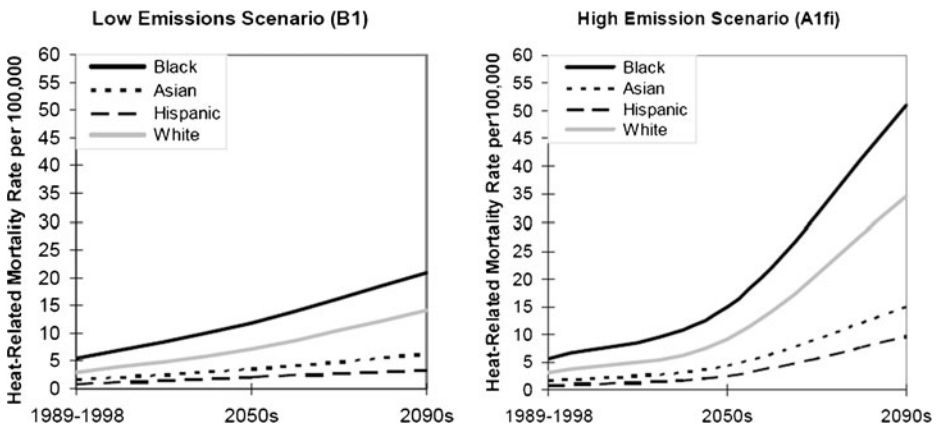 Low Emissions Scenario (B1)
Heat-Related Mortality Rate per 100,000
60
55
50
45
40
35
30
25
20
15
10
5
0
Black
Asian
Hispanic
White
1989-1998
2050s
2090s
High Emission Scenario (A1fi)
Heat-Related Mortality Rate per100,000
60
55
50
45
40
35
30
25
20
15
10
5
0
Black
Asian
Hispanic
White
1989-1998
2050s
2090s